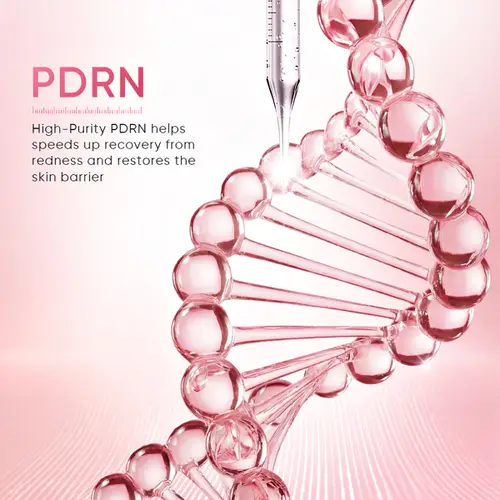 PDRN
High-Purity PDRN helps
speeds up recovery from
redness and restores the
skin barrier